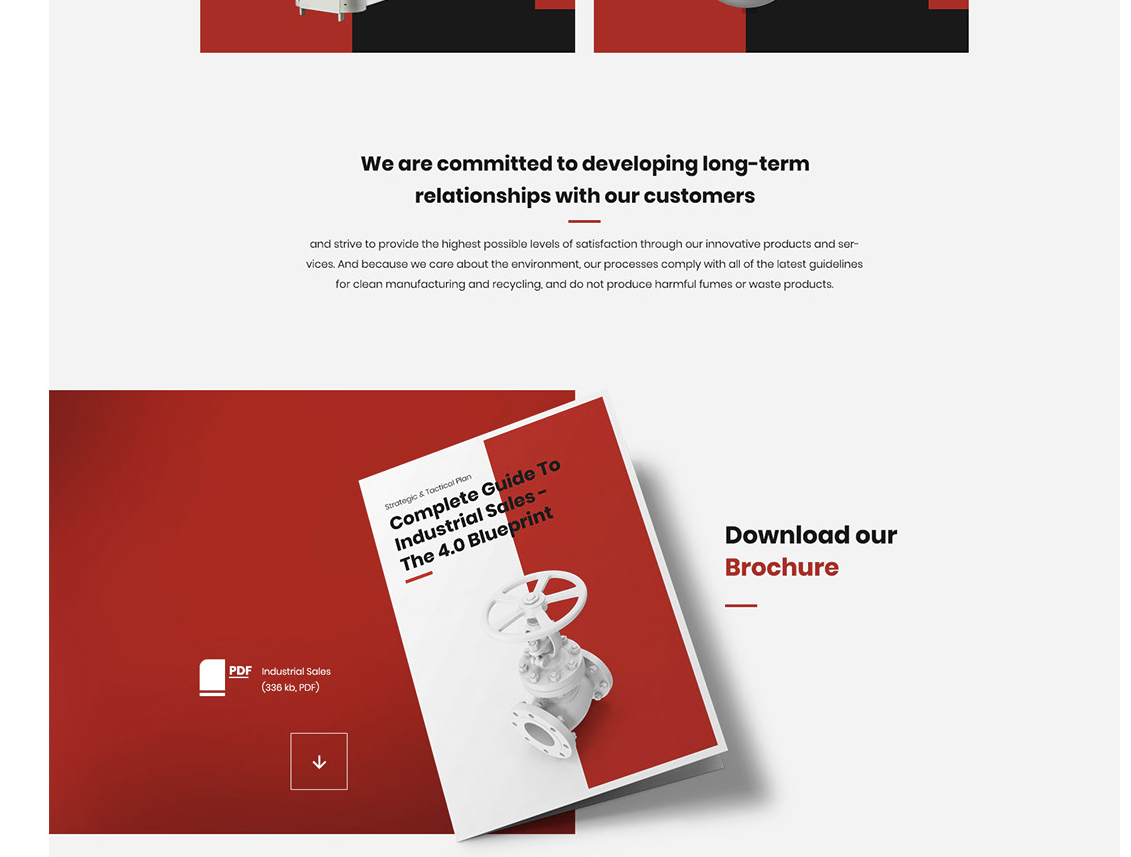 We are committed to developing long-term
relationships with our customers
and strive to provide the highest possible levels of satisfaction through our innovative products and ser-
vices. And because we care about the environment, our processes comply with all of the latest guidelines
for clean manufacturing and recycling, and do not produce harmful fumes or waste products.
Strategic & Tactical Plan
Complete Guide To
Industrial Sales -
The 4.0 Blueprint
Download our
Brochure
PDF
Industrial Sales
(336 kb, PDF)